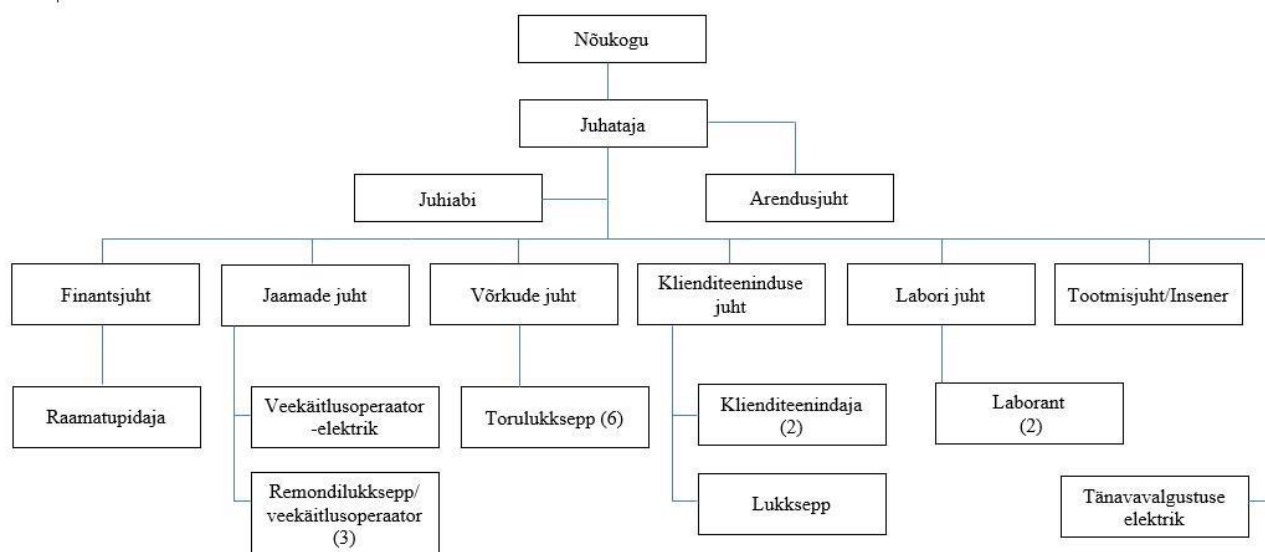 Nõukogu
Juhataja
Juhiabi
Arendusjuht
Finantsjuht
Jaamade juht
Võrkude juht
Klienditeeninduse
juht
Labori juht
Tootmisjuht/Insener
Raamatupidaja
Veekäitlusoperaator
-elektrik
Torulukksepp (6)
Klienditeenindaja
(2)
Laborant
(2)
Remondilukksepp/
veekäitlusoperaator
(3)
Lukksepp
Tänavavalgustuse
elektrik